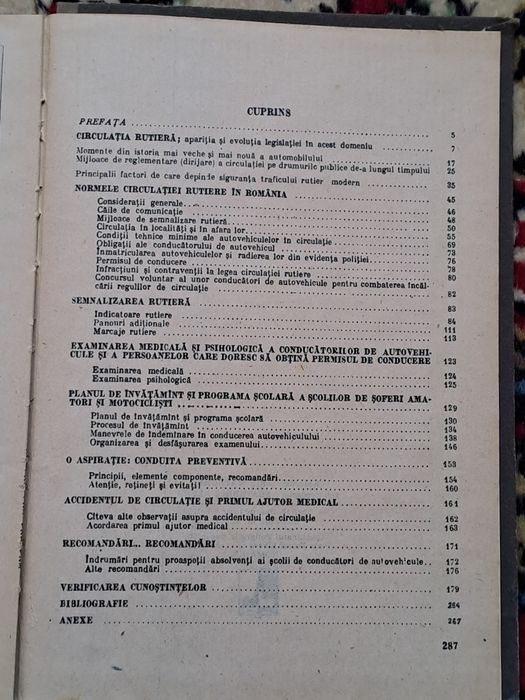 CUPRINS
PREFAȚA 5
CIRCULAȚIA RUTIERĂ; apariția și evoluția legislației în acest domeniu 7
Momente din istoria mai veche și mai nouă a automobilului 17
Mijloace de reglementare (dirijare) a circulației pe drumurile publice de-a lungul timpului 25
Principalii factori de care depinde siguranța traficului rutier modern 35
NORMELE CIRCULAȚIEI RUTIERE ÎN ROMÂNIA 45
Considerații generale 46
Căile de comunicație 48
Mijloace de semnalizare rutieră 50
Circulația în localități și în afara lor 55
Condiții tehnice minime ale autovehiculelor în circulație 69
Obligații ale conducătorului de autovehicul 73
Înmatricularea autovehiculelor și radierea lor din evidența poliției 76
Permisul de conducere 78
Infracțiuni și contravenții la legea circulației rutiere 80
Concursul voluntar al unor conducători de autovehicule pentru combaterea încăl-
cării regulilor de circulație 82
SEMNALIZAREA RUTIERĂ 83
Indicatoare rutiere 84
Panouri adiționale 111
Marcaje rutiere 113
EXAMINAREA MEDICALĂ ȘI PSIHOLOGICĂ A CONDUCĂTORILOR DE AUTOVEHI-
CULE ȘI A PERSOANELOR CARE DORESC SĂ OBȚINĂ PERMISUL DE CONDUCERE 123
Examinarea medicală 124
Examinarea psihologică 125
PLANUL DE ÎNVĂȚĂMÎNT ȘI PROGRAMA ȘCOLARĂ A ȘCOLILOR DE ȘOFERI AMA-
TORI ȘI MOTOCICLIȘTI 129
Planul de învățămînt și programa școlară 130
Procesul de învățămînt 134
Manevrele de îndemînare în conducerea autovehiculului 138
Organizarea și desfășurarea examenului 146
O ASPIRAȚIE: CONDUITA PREVENTIVĂ 153
Principii, elemente componente, recomandări 154
Atenție, rețineți și evitați! 160
ACCIDENTUL DE CIRCULAȚIE ȘI PRIMUL AJUTOR MEDICAL 161
Cîteva alte observații asupra accidentului de circulație 162
Acordarea primul ajutor medical 163
RECOMANDĂRI... RECOMANDĂRI 171
Îndrumări pentru proaspeții absolvenți ai școlii de conducători de autovehicule.. 172
Alte recomandări 176
VERIFICAREA CUNOȘTINȚELOR 179
BIBLIOGRAFIE 264
ANEXE 267
287